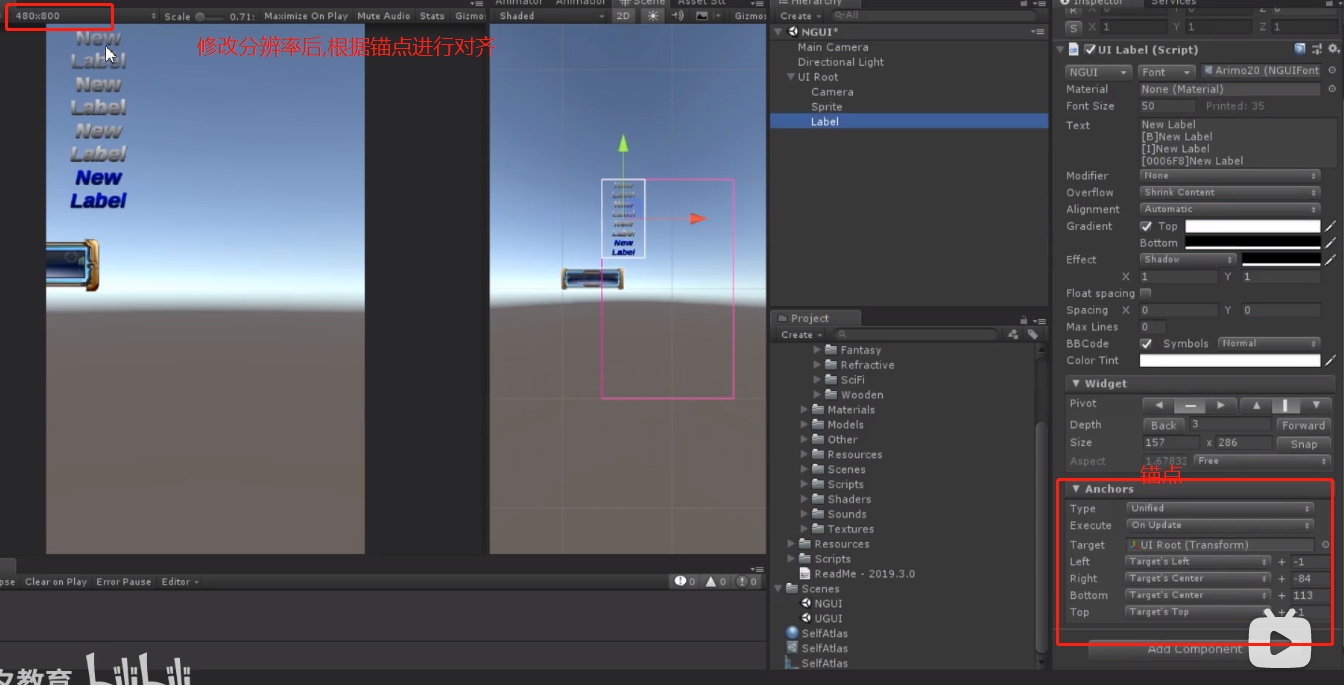 Animator
Animation
Scene
Asset Sto
Hierarchy
Inspector
Services
480x800
Scale
0.71:
Maximize On Play
Mute Audio
Stats
Gizmo
Shaded
2D
Gizmos
Create
All
修改分辨率后,根据锚点进行对齐
New
Label
New
Label
New
Label
New
Label
New
Label
NGUI*
Main Camera
Directional Light
UI Root
Camera
Sprite
Label
S
X 1
Y 1
Z 1
UI Label (Script)
NGUI
Font
Arimo20 (NGUIFont
Material
None (Material)
Font Size
50
Printed: 35
Text
New Label
[B]New Label
[I]New Label
[0006F8]New Label
Modifier
None
Overflow
Shrink Content
Alignment
Automatic
Gradient
Top
Bottom
Effect
Shadow
X 1
Y 1
Float spacing
Spacing
X 0
Y 0
Max Lines
0
BBCode
Symbols
Normal
Color Tint
Widget
Pivot
Depth
Back
3
Forward
Size
157
x 286
Snap
Aspect
1.67832
Free
锚点
Anchors
Type
Unified
Execute
On Update
Target
UI Root (Transform)
Left
Target's Left
+ -1
Right
Target's Center
+ -84
Bottom
Target's Center
+ 113
Top
Target's Top
Add Component
Project
Create
Fantasy
Refractive
SciFi
Wooden
Materials
Models
Other
Resources
Scenes
Scripts
Shaders
Sounds
Textures
Resources
Scripts
ReadMe - 2019.3.0
Scenes
NGUI
UGUI
SelfAtlas
SelfAtlas
SelfAtlas
pse
Clear on Play
Error Pause
Editor
0
0
0
教育
bilibili